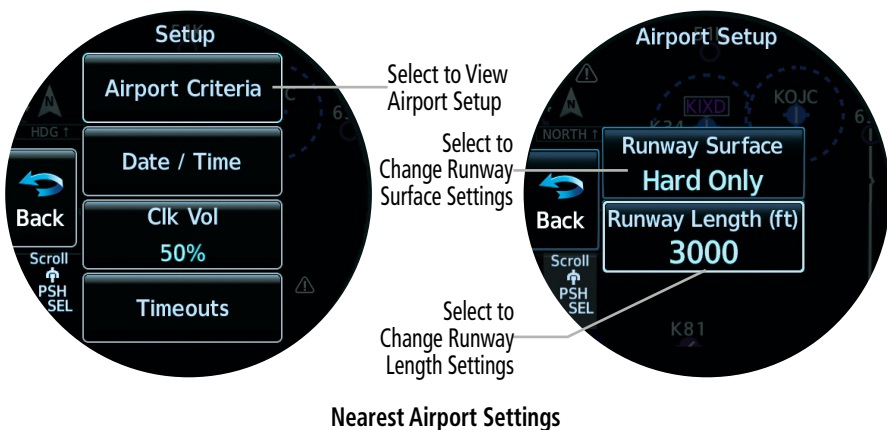 Setup
Airport Criteria
Date / Time
Clk Vol
50%
Timeouts
HDG ↑
Back
Scroll
PSH
SEL
Select to View
Airport Setup
Select to
Change Runway
Surface Settings
Select to
Change Runway
Length Settings
Airport Setup
KIXD
KOJC
K34
NORTH ↑
Runway Surface
Hard Only
Runway Length (ft)
3000
Back
Scroll
PSH
SEL
K81
Nearest Airport Settings